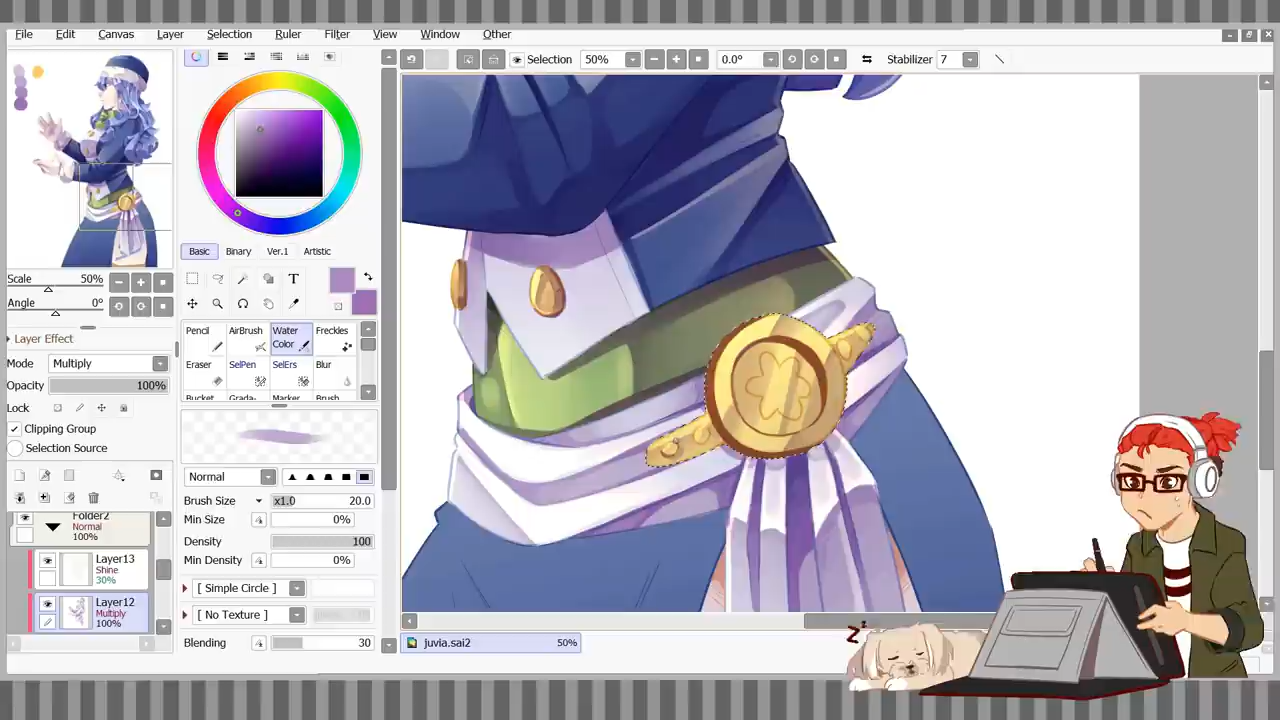 File Edit Canvas Layer Selection Ruler Filter View Window Other
Selection 50% 0.0° Stabilizer 7
Basic Binary Ver.1 Artistic
Scale 50%
Angle 0°
T
Layer Effect
Mode Multiply
Opacity 100%
Lock
Clipping Group
Selection Source
Pencil AirBrush Water Color Freckles
Eraser SelPen SelErs Blur
Bucket Grada- Marker Brush
Normal
Brush Size x1.0 20.0
Min Size 0%
Density 100
Min Density 0%
[ Simple Circle ]
[ No Texture ]
Blending 30
Folder2
Normal
100%
Layer13
Shine
30%
Layer12
Multiply
100%
juvia.sai2 50%
z z